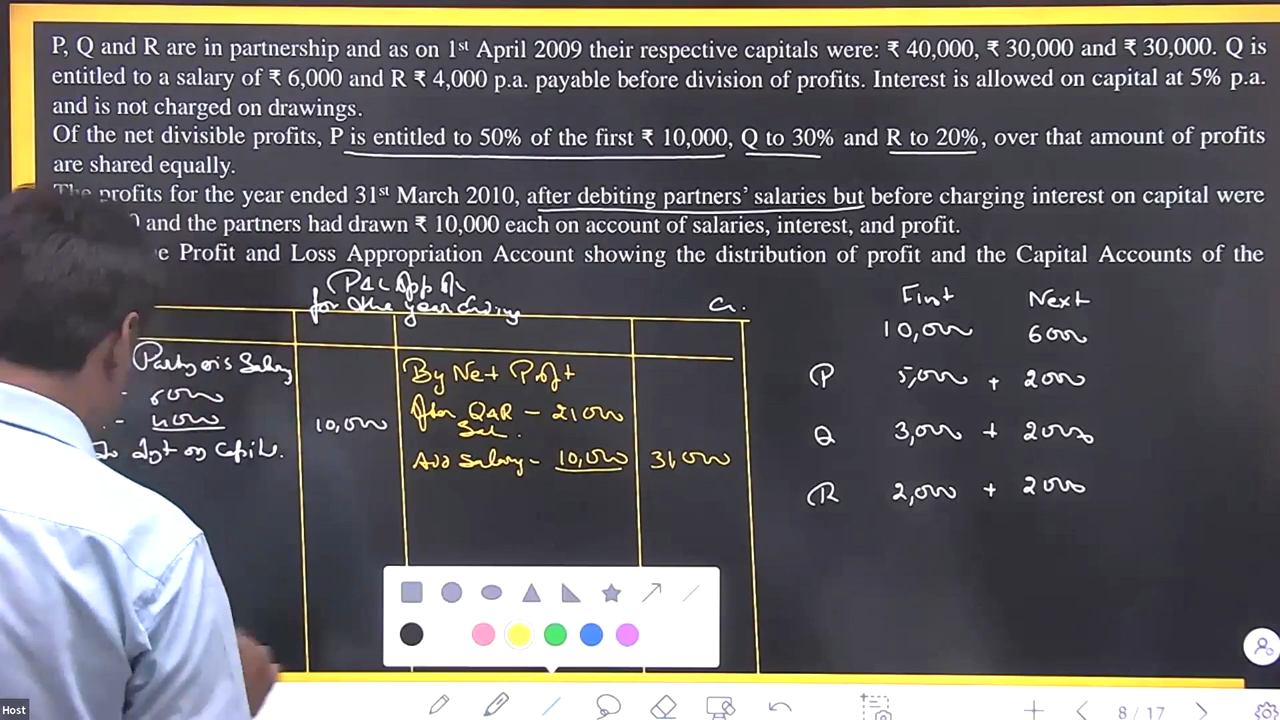 P, Q and R are in partnership and as on 1st April 2009 their respective capitals were: ₹ 40,000, ₹ 30,000 and ₹ 30,000. Q is
entitled to a salary of ₹ 6,000 and R ₹ 4,000 p.a. payable before division of profits. Interest is allowed on capital at 5% p.a.
and is not charged on drawings.
Of the net divisible profits, P is entitled to 50% of the first ₹ 10,000, Q to 30% and R to 20%, over that amount of profits
are shared equally.
The profits for the year ended 31st March 2010, after debiting partners' salaries but before charging interest on capital were
and the partners had drawn ₹ 10,000 each on account of salaries, interest, and profit.
e Profit and Loss Appropriation Account showing the distribution of profit and the Capital Accounts of the
P&L App A/c
for the year ending
Cr.
Salary
6000
4000
10,000
To Int on Capital.
By Net Profit
After Q&R Sal. - 21000
Add Salary - 10,000 31000
First Next
10,000 6000
P 5,000 + 2000
Q 3,000 + 2000
R 2,000 + 2000
Host
8 / 17